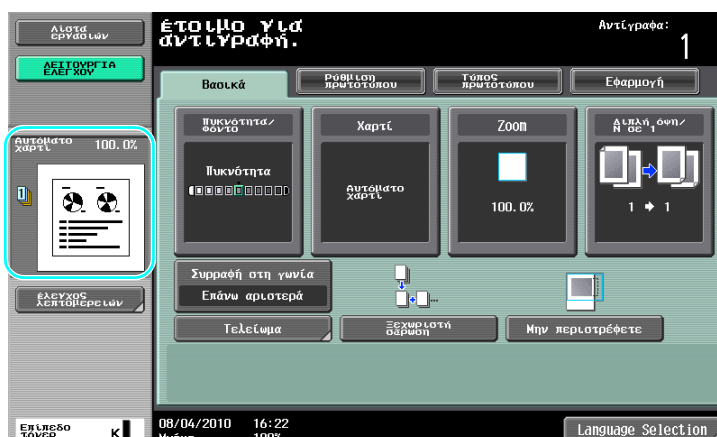 Λίστα
εργασιών
ΛΕΙΤΟΥΡΓΙΑ
ΕΛΕΓΧΟΥ
έτοιμο για
αντιγραφή.
Αντίγραφα:
1
Βασικά
Ρύθμιση
πρωτοτύπου
Τύπος
πρωτοτύπου
Εφαρμογή
Αυτόματο
χαρτί
100.0%
Πυκνότητα/
Φόντο
Πυκνότητα
Χαρτί
Αυτόματο
χαρτί
Zoom
100.0%
Διπλή όψη/
N σε 1
1 → 1
έλεγχος
λεπτομερειών
Συρραφή στη γωνία
Επάνω αριστερά
Τελείωμα
Ξεχωριστή
σάρωση
Μην περιστρέφετε
Επίπεδο
τόνερ
K
08/04/2010 16:22
Μνήμη 100%
Language Selection